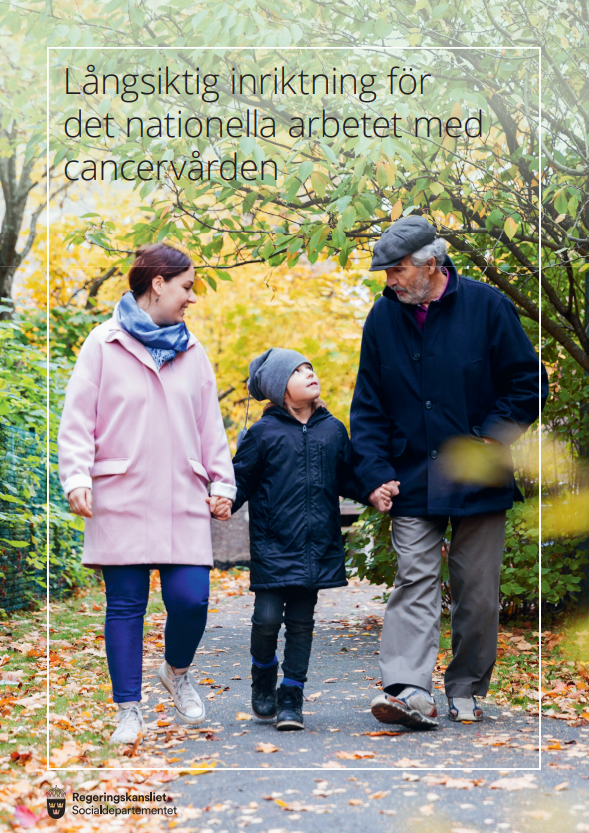 Långsiktig inriktning för
det nationella arbetet med
cancervården
Regeringskansliet
Socialdepartementet